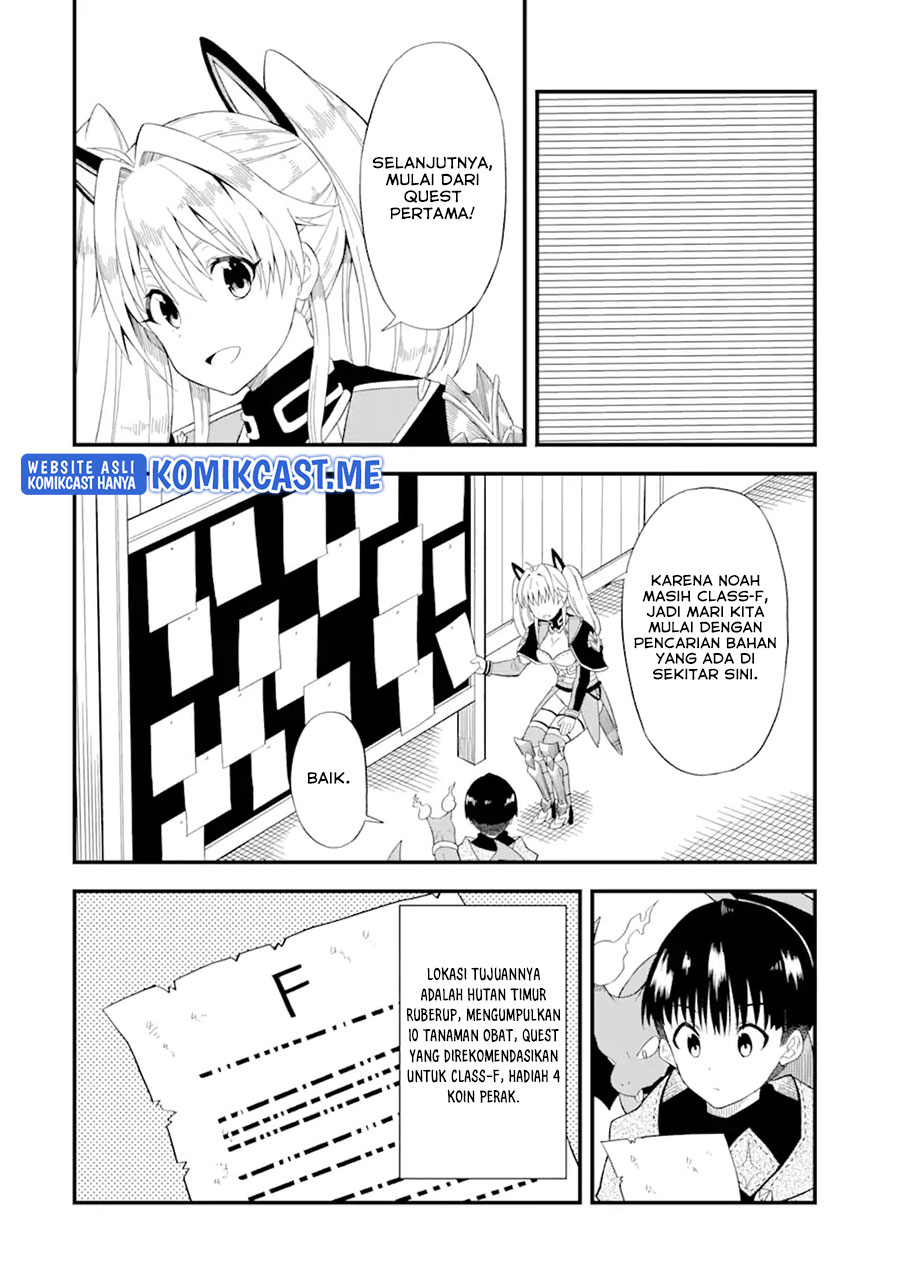 SELANJUTNYA,
MULAI DARI
QUEST
PERTAMA!
WEBSITE ASLI
KOMIKCAST HANYA
KOMIKCAST.ME
KARENA NOAH
MASIH CLASS-F,
JADI MARI KITA
MULAI DENGAN
PENCARIAN BAHAN
YANG ADA DI
SEKITAR SINI.
BAIK.
F
LOKASI TUJUANNYA
ADALAH HUTAN TIMUR
RUBERUP, MENGUMPULKAN
10 TANAMAN OBAT, QUEST
YANG DIREKOMENDASIKAN
UNTUK CLASS-F, HADIAH 4
KOIN PERAK.